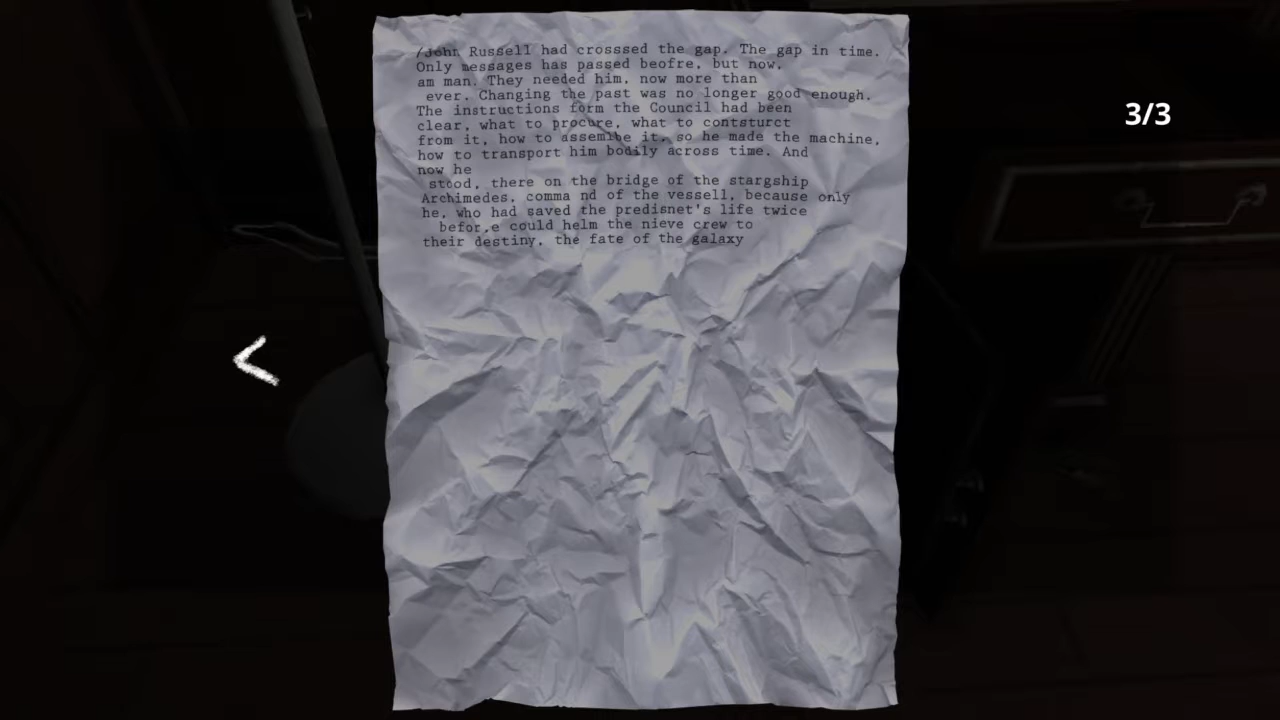 /John Russell had crosssed the gap. The gap in time.
Only messages has passed beofre, but now,
am man. They needed him, now more than
ever. Changing the past was no longer good enough.
The instructions form the Council had been
clear, what to procure, what to contsturct
from it, how to assemlbe it, so he made the machine,
how to transport him bodily across time. And
now he
stood, there on the bridge of the stargship
Archimedes, comma nd of the vessell, because only
he, who had saved the predisnet's life twice
befor,e could helm the nieve crew to
their destiny, the fate of the galaxy
3/3